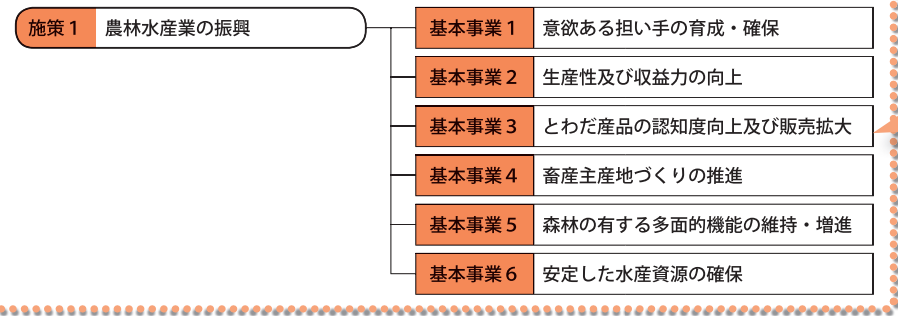 施策1 農林水産業の振興
基本事業1 意欲ある担い手の育成・確保
基本事業2 生産性及び収益力の向上
基本事業3 とわだ産品の認知度向上及び販売拡大
基本事業4 畜産主産地づくりの推進
基本事業5 森林の有する多面的機能の維持・増進
基本事業6 安定した水産資源の確保